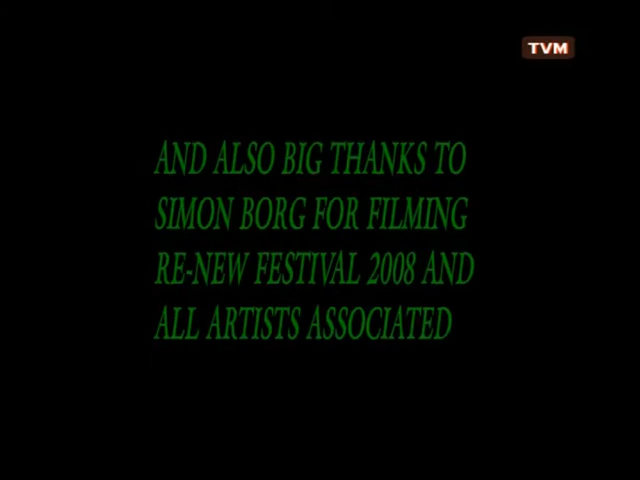 TVM
AND ALSO BIG THANKS TO
SIMON BORG FOR FILMING
RE-NEW FESTIVAL 2008 AND
ALL ARTISTS ASSOCIATED